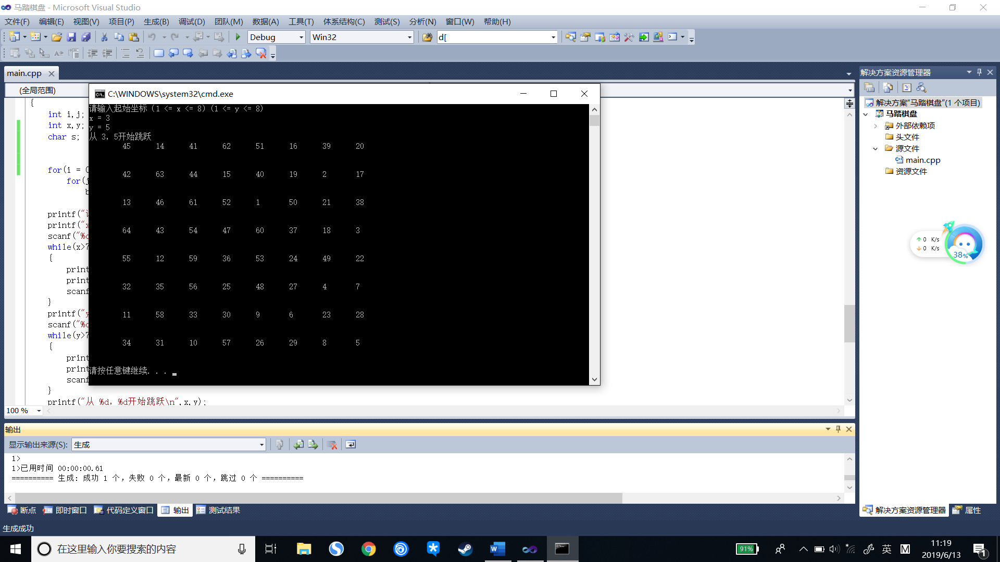 马踏棋盘 - Microsoft Visual Studio
文件(F) 编辑(E) 视图(V) 项目(P) 生成(B) 调试(D) 团队(M) 数据(A) 工具(T) 体系结构(C) 测试(S) 分析(N) 窗口(W) 帮助(H)
Debug Win32 d[
main.cpp
(全局范围)
{
int i,j;
int x,y;
char s;
for(i = 0
for(j
b
printf("
printf("x
scanf("%d
while(x>7
{
print
print
scanf
}
printf("y
scanf("%d
while(y>7
{
print
print
scanf
}
printf("从 %d，%d开始跳跃\n",x,y);
100 %
C:\WINDOWS\system32\cmd.exe
请输入起始坐标（1 <= x <= 8）(1 <= y <= 8)
x = 3
y = 5
从 3，5开始跳跃
45 14 41 62 51 16 39 20
42 63 44 15 40 19 2 17
13 46 61 52 1 50 21 38
64 43 54 47 60 37 18 3
55 12 59 36 53 24 49 22
32 35 56 25 48 27 4 7
11 58 33 30 9 6 23 28
34 31 10 57 26 29 8 5
请按任意键继续. . .
解决方案资源管理器
解决方案"马踏棋盘"(1 个项目)
马踏棋盘
外部依赖项
头文件
源文件
main.cpp
资源文件
0 K/s
0 K/s
38%
输出
显示输出来源(S): 生成
1>
1>已用时间 00:00:00.61
========== 生成: 成功 1 个，失败 0 个，最新 0 个，跳过 0 个 ==========
断点 即时窗口 代码定义窗口 输出 测试结果
解决方案资源管理器 属性
生成成功
在这里输入你要搜索的内容
91%
英
M
11:19
2019/6/13
1